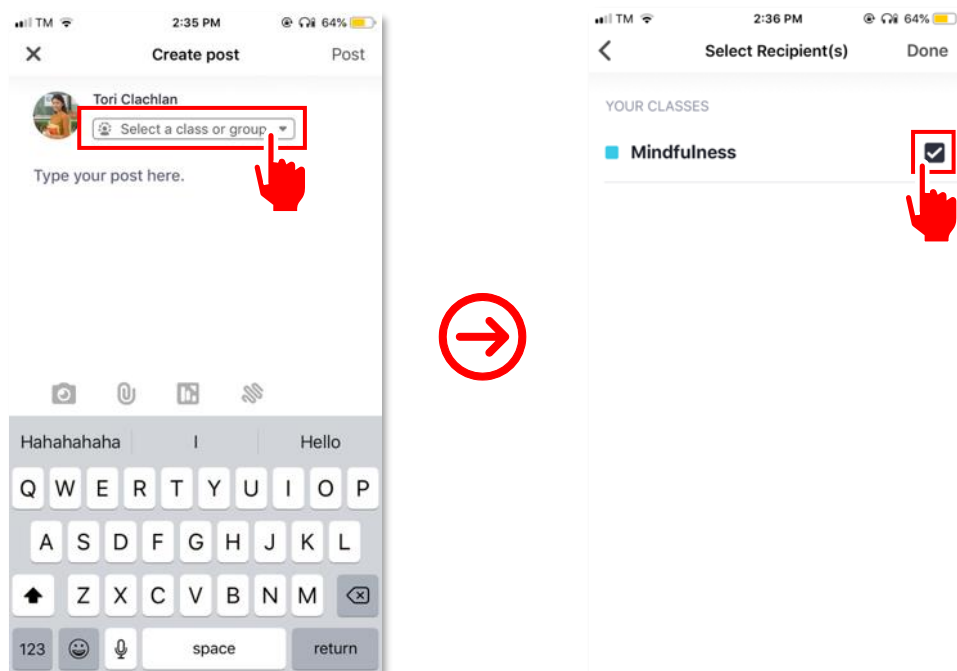 TM 2:35 PM 64%
Create post Post
Tori Clachlan
Select a class or group
Type your post here.
Hahahahaha I Hello
Q W E R T Y U I O P
A S D F G H J K L
Z X C V B N M
123 space return
TM 2:36 PM 64%
Select Recipient(s) Done
YOUR CLASSES
Mindfulness